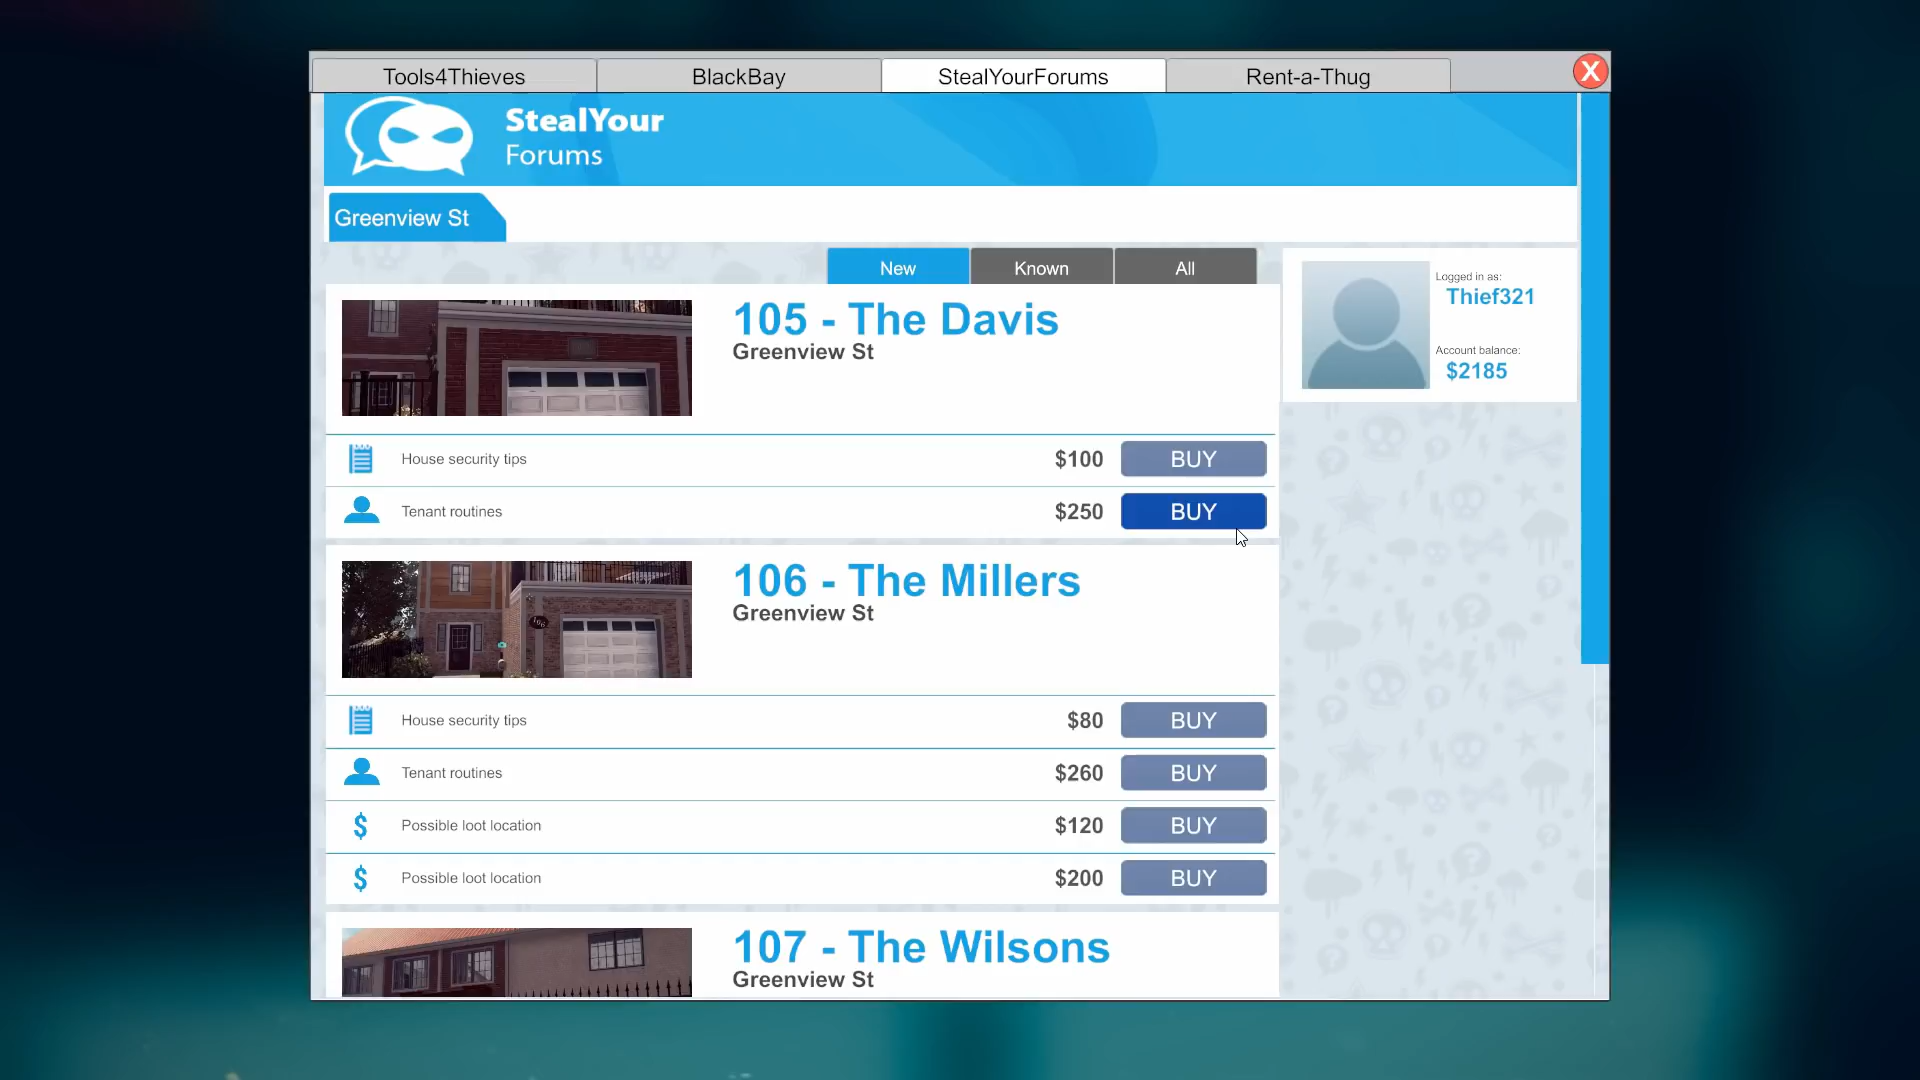 Tools4Thieves
BlackBay
StealYourForums
Rent-a-Thug
X
StealYour
Forums
Greenview St
New
Known
All
Logged in as:
Thief321
Account balance:
$2185
105 - The Davis
Greenview St
House security tips $100 BUY
Tenant routines $250 BUY
106 - The Millers
Greenview St
106
House security tips $80 BUY
Tenant routines $260 BUY
Possible loot location $120 BUY
Possible loot location $200 BUY
107 - The Wilsons
Greenview St